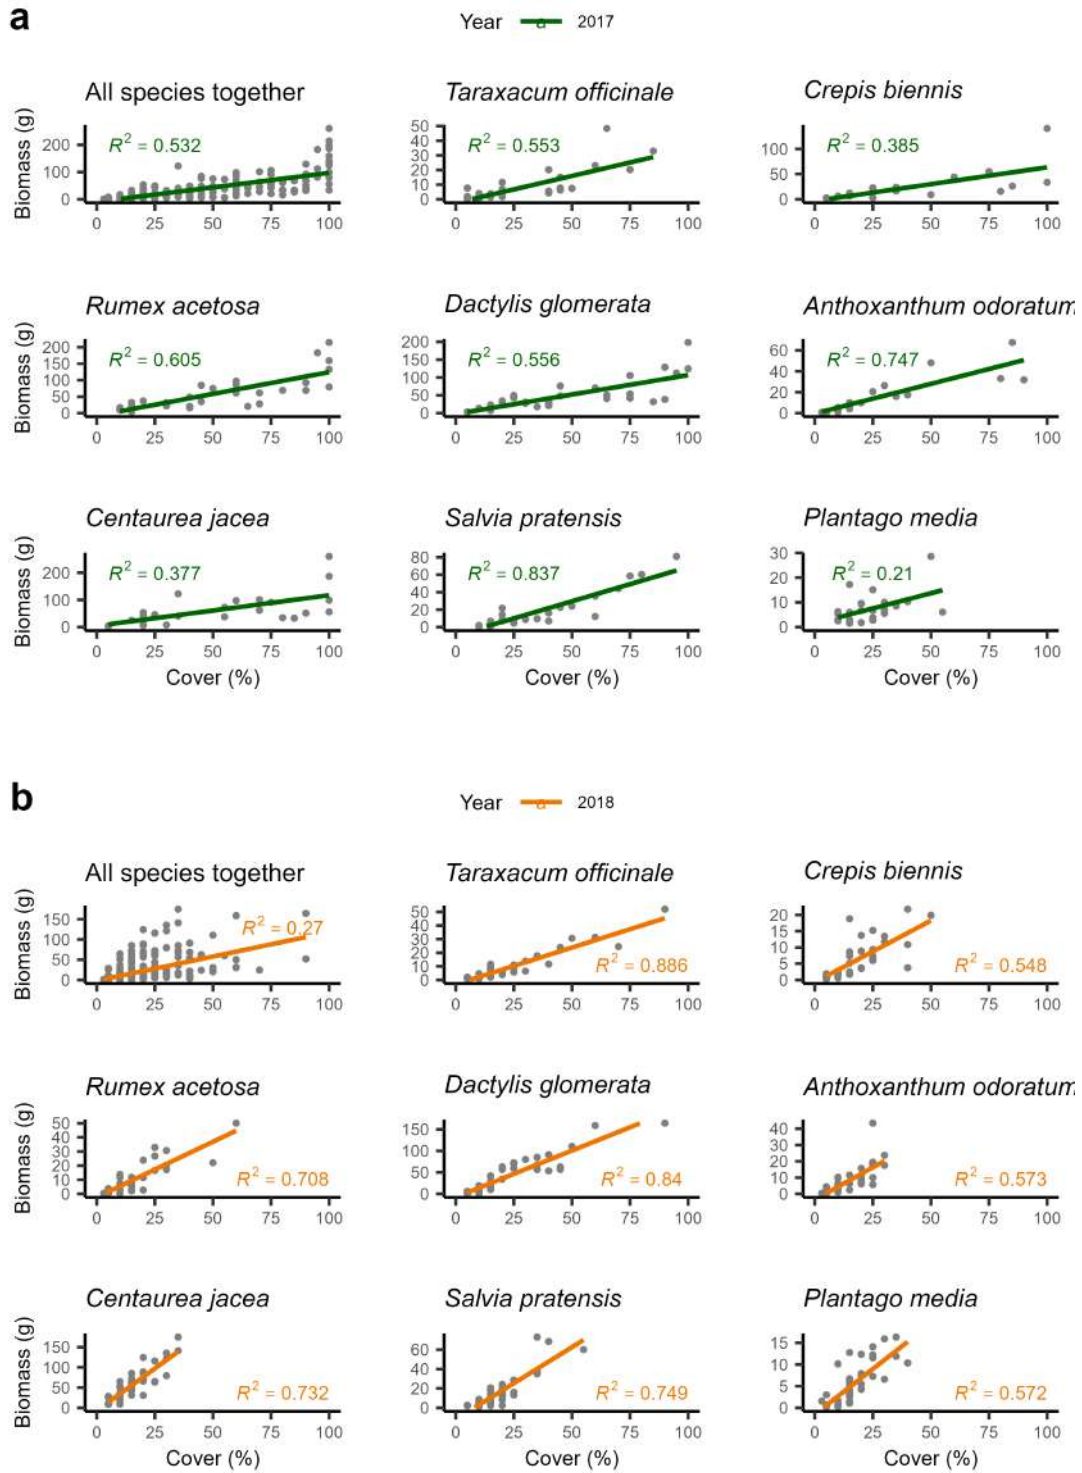 a
Year a 2017
All species together Taraxacum officinale Crepis biennis
Biomass (g) 200 100 0 R² = 0.532 0 25 50 75 100
50 40 30 20 10 0 R² = 0.553 0 25 50 75 100
100 50 0 R² = 0.385 0 25 50 75 100
Rumex acetosa Dactylis glomerata Anthoxanthum odoratum
Biomass (g) 200 150 100 50 0 R² = 0.605 0 25 50 75 100
200 150 100 50 0 R² = 0.556 0 25 50 75 100
60 40 20 0 R² = 0.747 0 25 50 75 100
Centaurea jacea Salvia pratensis Plantago media
Biomass (g) 200 100 0 R² = 0.377 0 25 50 75 100
80 60 40 20 0 R² = 0.837 0 25 50 75 100
30 20 10 0 R² = 0.21 0 25 50 75 100
Cover (%) Cover (%) Cover (%)
b
Year a 2018
All species together Taraxacum officinale Crepis biennis
Biomass (g) 150 100 50 0 R² = 0.27 0 25 50 75 100
50 40 30 20 10 0 R² = 0.886 0 25 50 75 100
20 15 10 5 0 R² = 0.548 0 25 50 75 100
Rumex acetosa Dactylis glomerata Anthoxanthum odoratum
Biomass (g) 50 40 30 20 10 0 R² = 0.708 0 25 50 75 100
150 100 50 0 R² = 0.84 0 25 50 75 100
40 30 20 10 0 R² = 0.573 0 25 50 75 100
Centaurea jacea Salvia pratensis Plantago media
Biomass (g) 150 100 50 0 R² = 0.732 0 25 50 75 100
60 40 20 0 R² = 0.749 0 25 50 75 100
15 10 5 0 R² = 0.572 0 25 50 75 100
Cover (%) Cover (%) Cover (%)